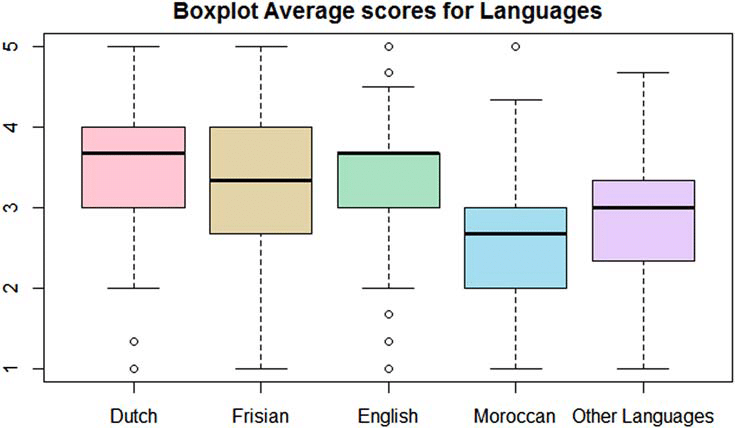 Boxplot Average scores for Languages
5
4
3
2
1
Dutch Frisian English Moroccan Other Languages